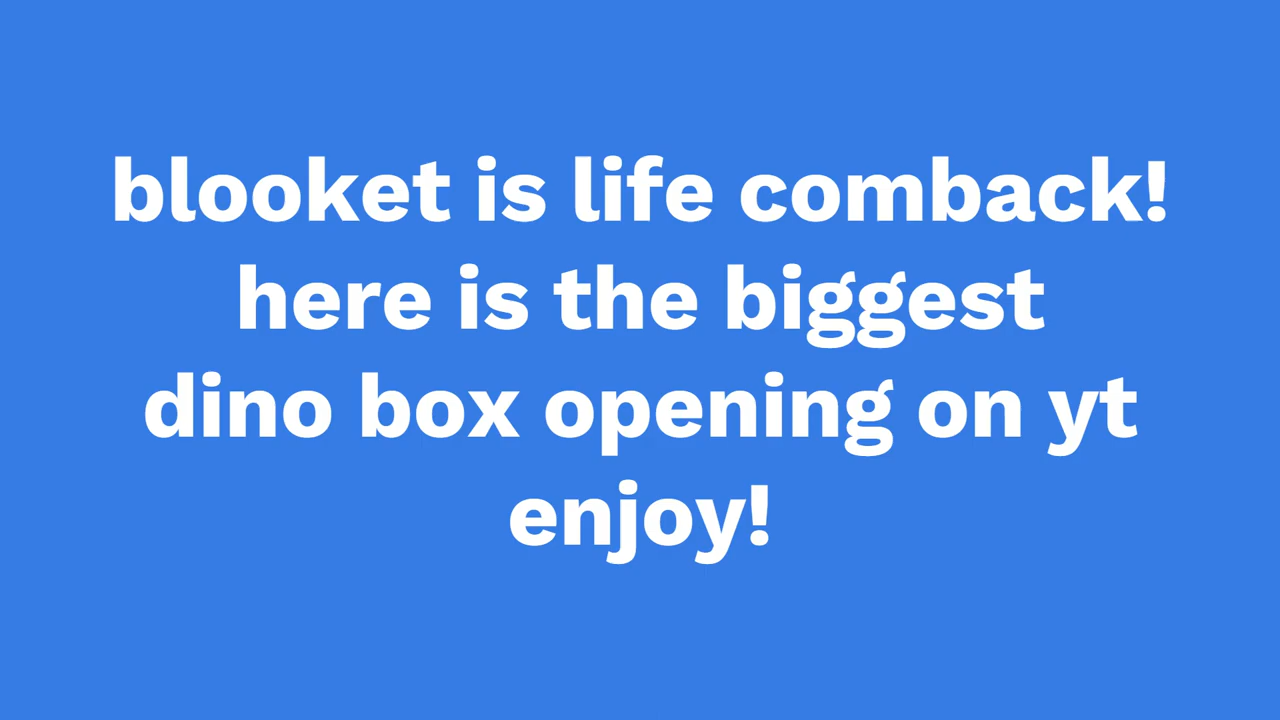 blooket is life comback!
here is the biggest
dino box opening on yt
enjoy!